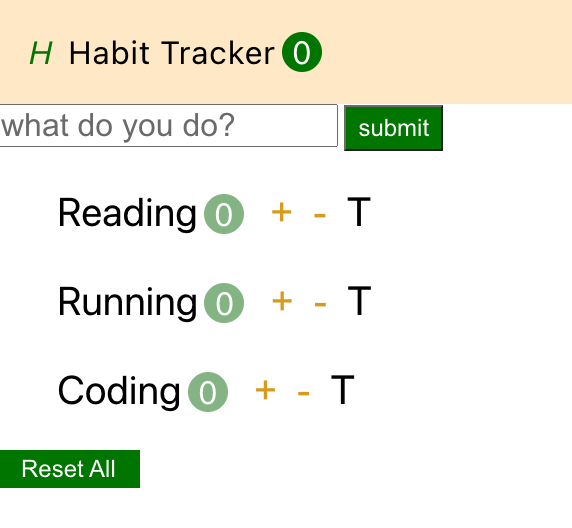 H Habit Tracker 0
what do you do? submit
Reading 0 + - T
Running 0 + - T
Coding 0 + - T
Reset All